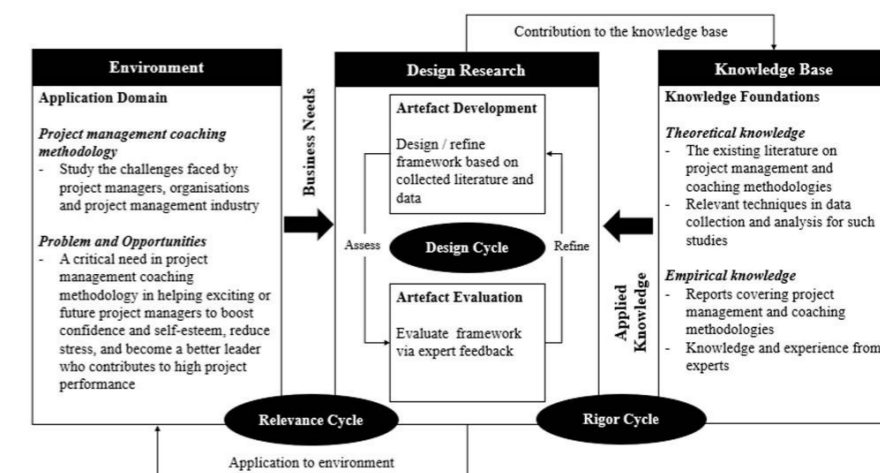 Contribution to the knowledge base
Environment
Application Domain
Project management coaching
methodology
- Study the challenges faced by
project managers, organisations
and project management industry
Problem and Opportunities
- A critical need in project
management coaching
methodology in helping exciting or
future project managers to boost
confidence and self-esteem, reduce
stress, and become a better leader
who contributes to high project
performance
Business Needs
Design Research
Artefact Development
Design / refine
framework based on
collected literature and
data
Assess
Design Cycle
Refine
Artefact Evaluation
Evaluate framework
via expert feedback
Applied
Knowledge
Knowledge Base
Knowledge Foundations
Theoretical knowledge
- The existing literature on
project management and
coaching methodologies
- Relevant techniques in data
collection and analysis for such
studies
Empirical knowledge
- Reports covering project
management and coaching
methodologies
- Knowledge and experience from
experts
Relevance Cycle
Rigor Cycle
Application to environment